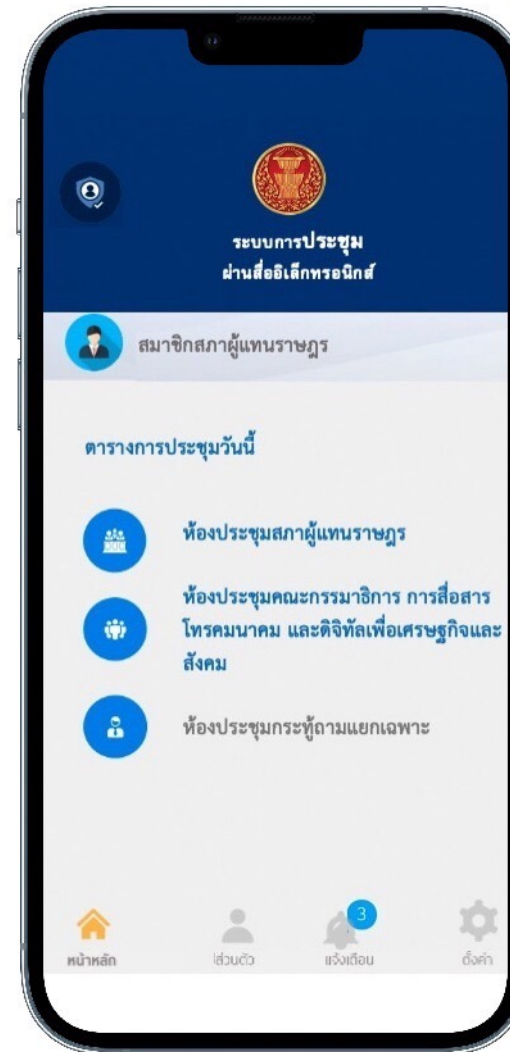 ระบบการประชุม
ผ่านสื่ออิเล็กทรอนิกส์
สมาชิกสภาผู้แทนราษฎร
ตารางการประชุมวันนี้
ห้องประชุมสภาผู้แทนราษฎร
ห้องประชุมคณะกรรมาธิการ การสื่อสาร
โทรคมนาคม และดิจิทัลเพื่อเศรษฐกิจและ
สังคม
ห้องประชุมกระทู้ถามแยกเฉพาะ
3
หน้าหลัก ส่วนตัว แจ้งเตือน ตั้งค่า